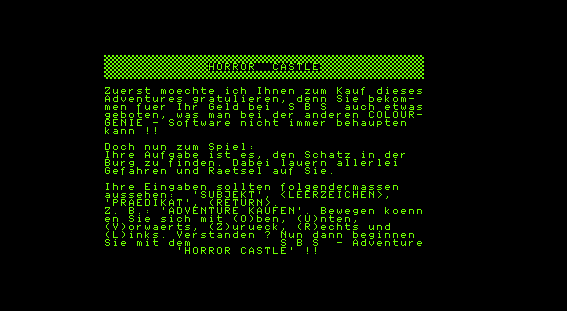 HORROR CASTLE
Zuerst moechte ich Ihnen zum Kauf dieses
Adventures gratulieren, denn Sie bekom-
men fuer Ihr Geld bei S B S auch etwas
geboten, was man bei der anderen COLOUR-
GENIE - Software nicht immer behaupten
kann !!
Doch nun zum Spiel:
Ihre Aufgabe ist es, den Schatz in der
Burg zu finden. Dabei lauern allerlei
Gefahren und Raetsel auf Sie.
Ihre Eingaben sollten folgendermassen
aussehen: 'SUBJEKT', <LEERZEICHEN>,
'PRAEDIKAT', <RETURN>
Z. B.: 'ADVENTURE KAUFEN'. Bewegen koenn
en Sie sich mit (O)ben, (U)nten,
(V)orwaerts, (Z)urueck, (R)echts und
(L)inks. Verstanden ? Nun dann beginnen
Sie mit dem S B S - Adventure
'HORROR CASTLE' !!